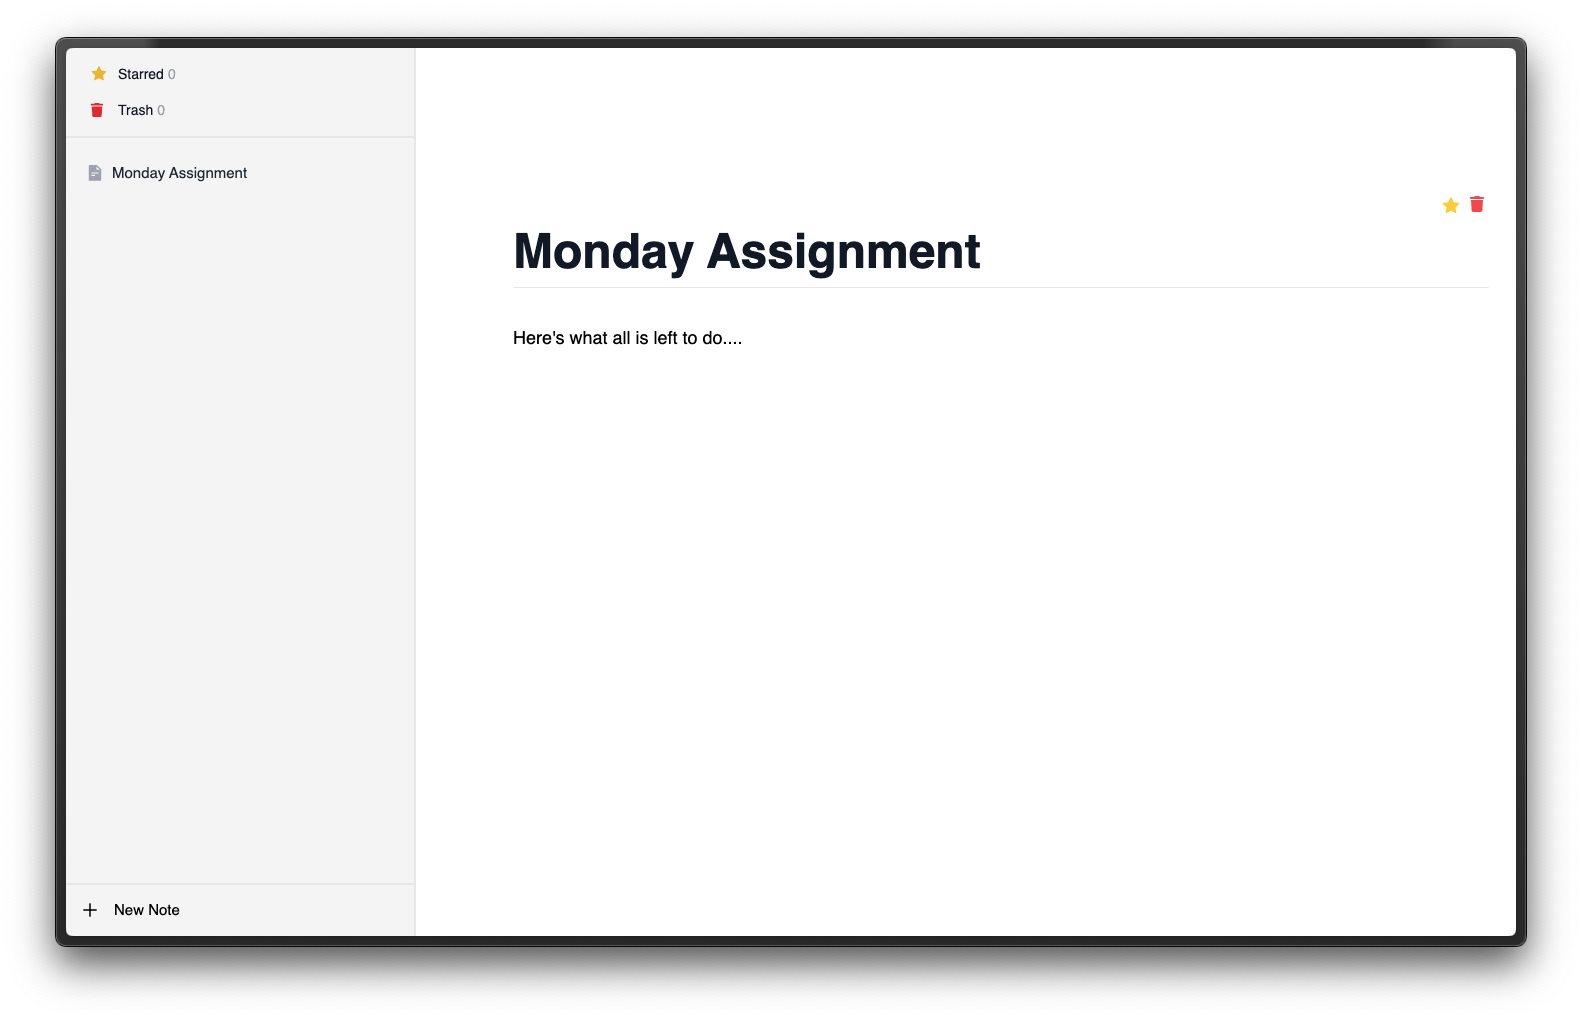 Starred 0
Trash 0
Monday Assignment
Monday Assignment
Here's what all is left to do....
New Note